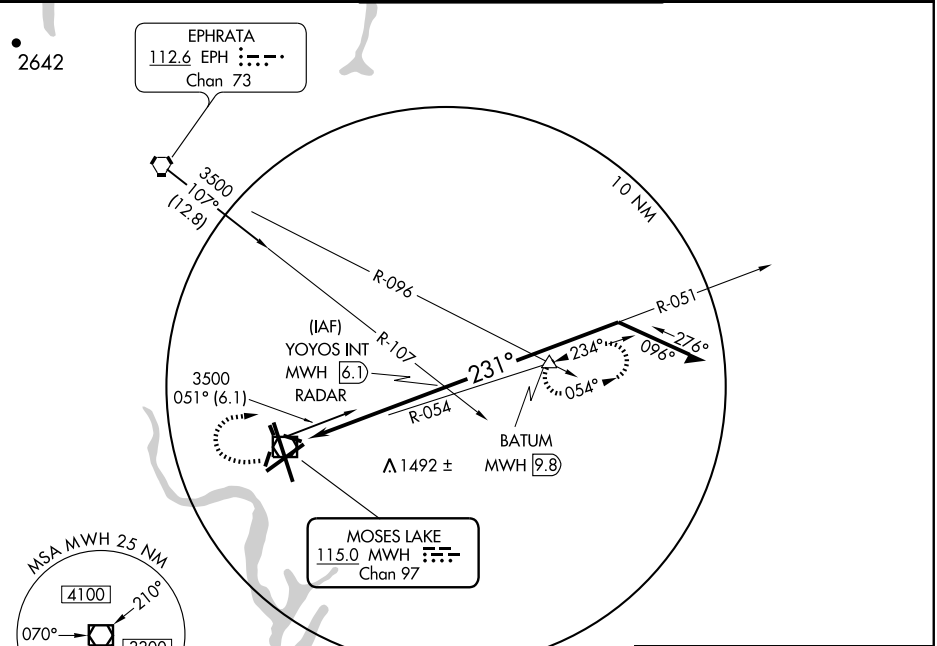 2642
EPHRATA
112.6 EPH
Chan 73
3500
107°
(12.8)
10 NM
R-096
R-051
(IAF)
YOYOS INT
MWH 6.1
RADAR
R-107
231°
234°
276°
096°
054°
3500
051° (6.1)
R-054
BATUM
MWH 9.8
1492 ±
MOSES LAKE
115.0 MWH
Chan 97
MSA MWH 25 NM
4100
210°
070°